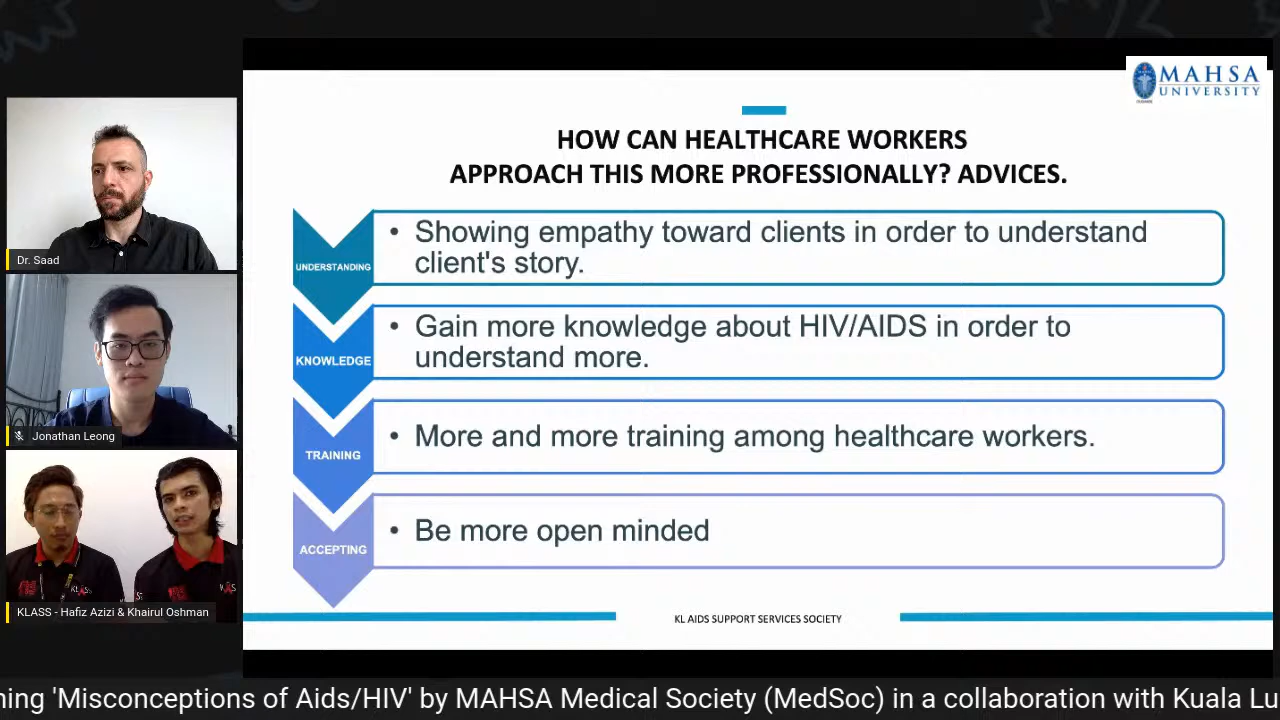 MAHSA
UNIVERSITY
HOW CAN HEALTHCARE WORKERS
APPROACH THIS MORE PROFESSIONALLY? ADVICES.
UNDERSTANDING
• Showing empathy toward clients in order to understand
client's story.
KNOWLEDGE
• Gain more knowledge about HIV/AIDS in order to
understand more.
TRAINING
• More and more training among healthcare workers.
ACCEPTING
• Be more open minded
KL AIDS SUPPORT SERVICES SOCIETY
Dr. Saad
Jonathan Leong
KLASS - Hafiz Azizi & Khairul Oshman
ning 'Misconceptions of Aids/HIV' by MAHSA Medical Society (MedSoc) in a collaboration with Kuala Lu